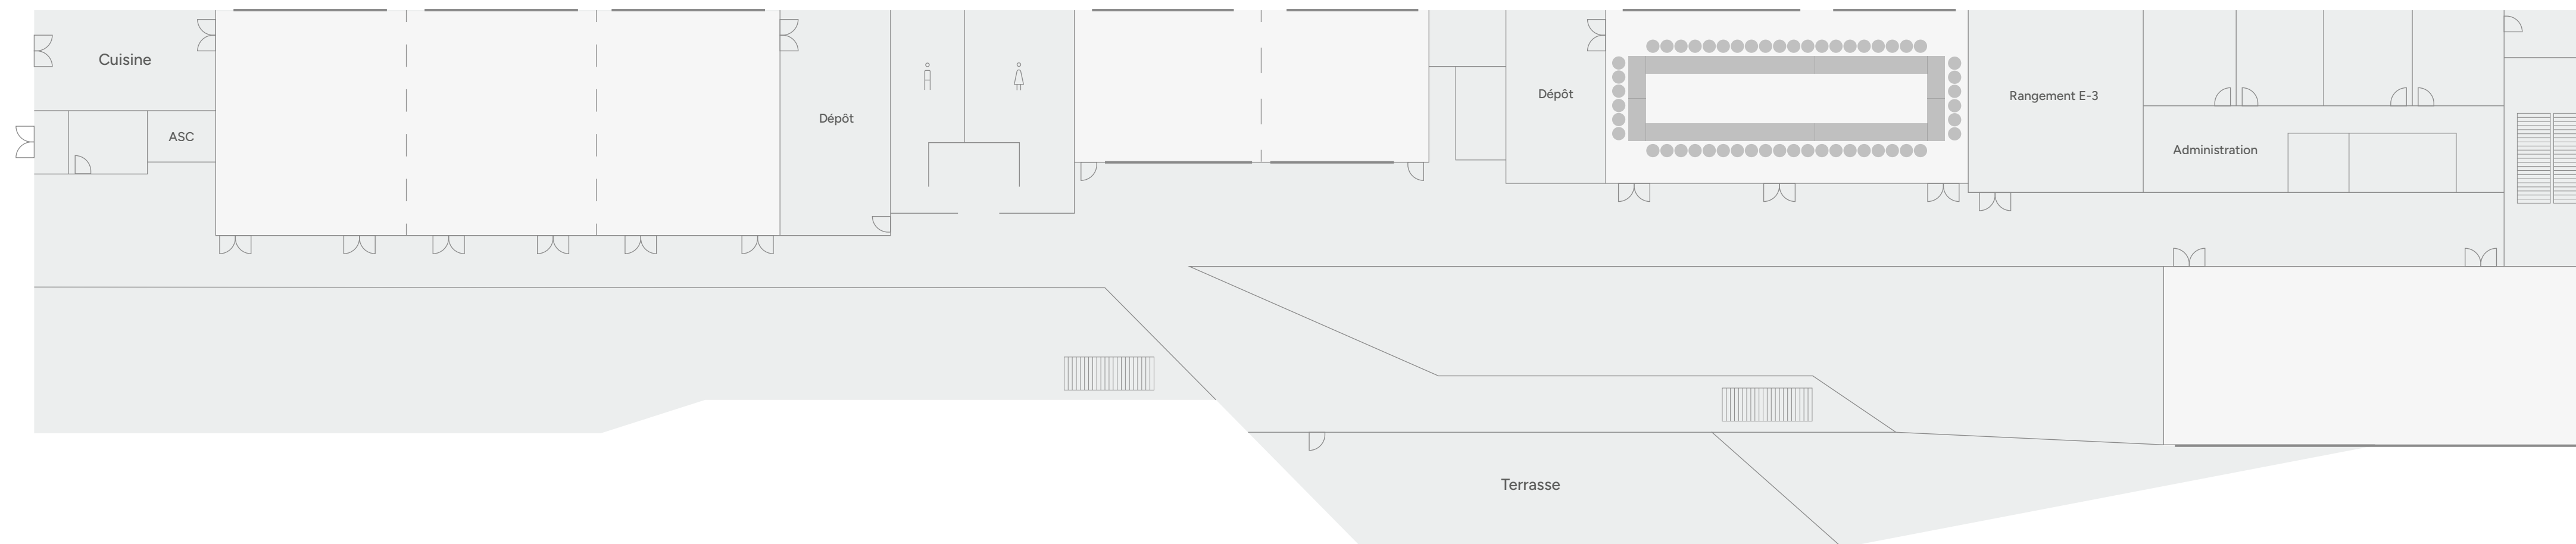 Cuisine
ASC
Dépôt
Dépôt
Rangement E-3
Administration
Terrasse